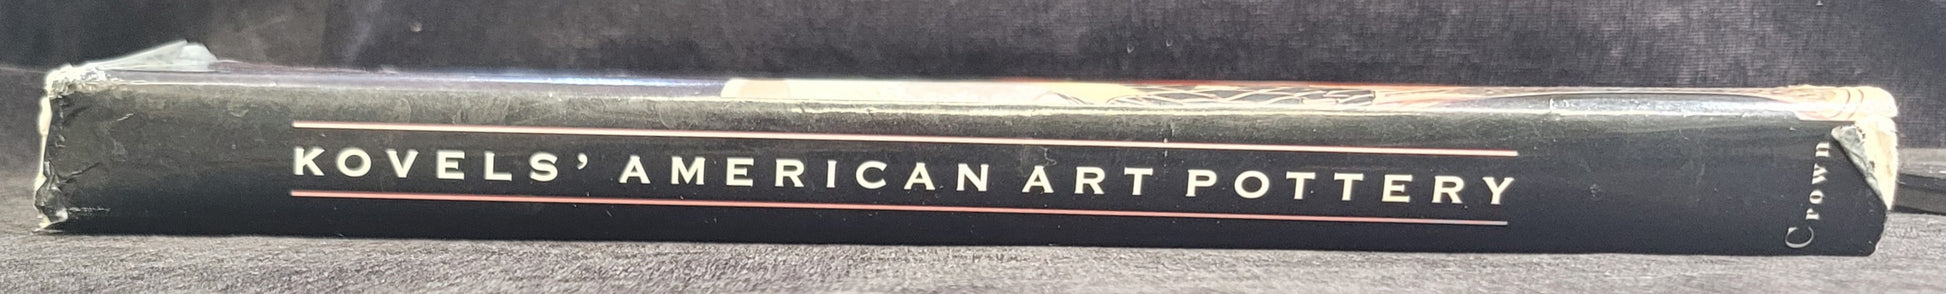 KOVELS' AMERICAN ART POTTERY
Crown